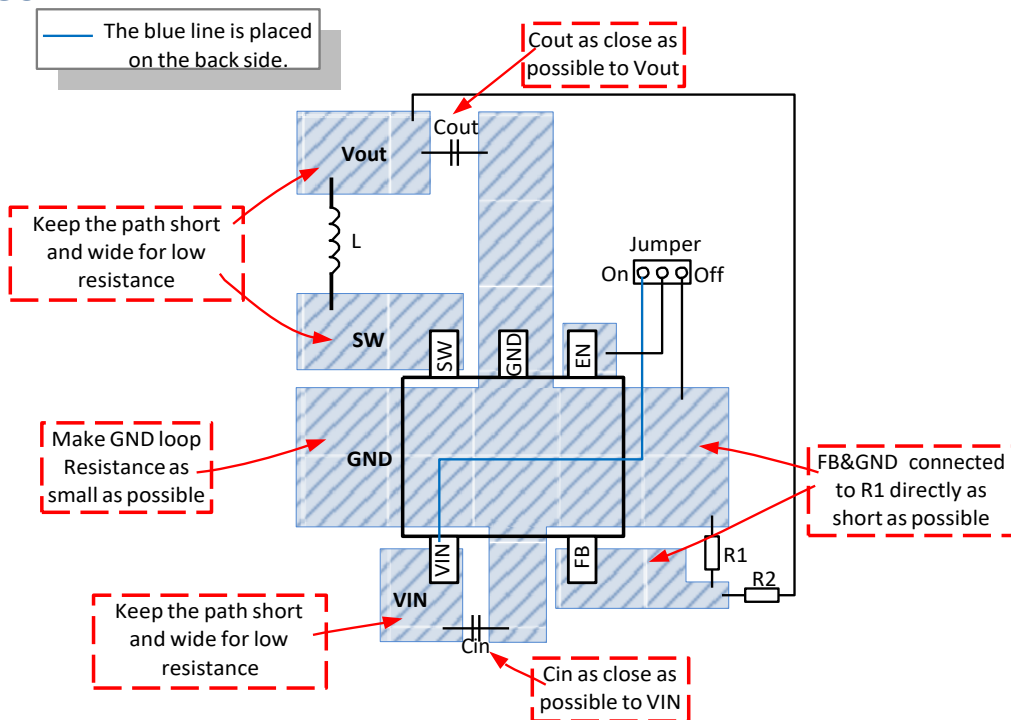 The blue line is placed
on the back side.
Cout as close as
possible to Vout
Cout
Vout
Keep the path short
and wide for low
resistance
L
Jumper
On
Off
SW
SW
GND
EN
Make GND loop
Resistance as
small as possible
GND
FB&GND connected
to R1 directly as
short as possible
VIN
FB
R1
R2
VIN
Keep the path short
and wide for low
resistance
Cin
Cin as close as
possible to VIN